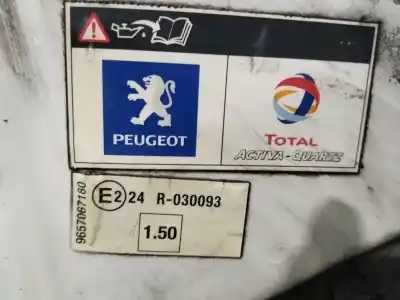 PEUGEOT
TOTAL
ACTIVA-QUARTZ
9657067180
E2 24 R-030093
1.50